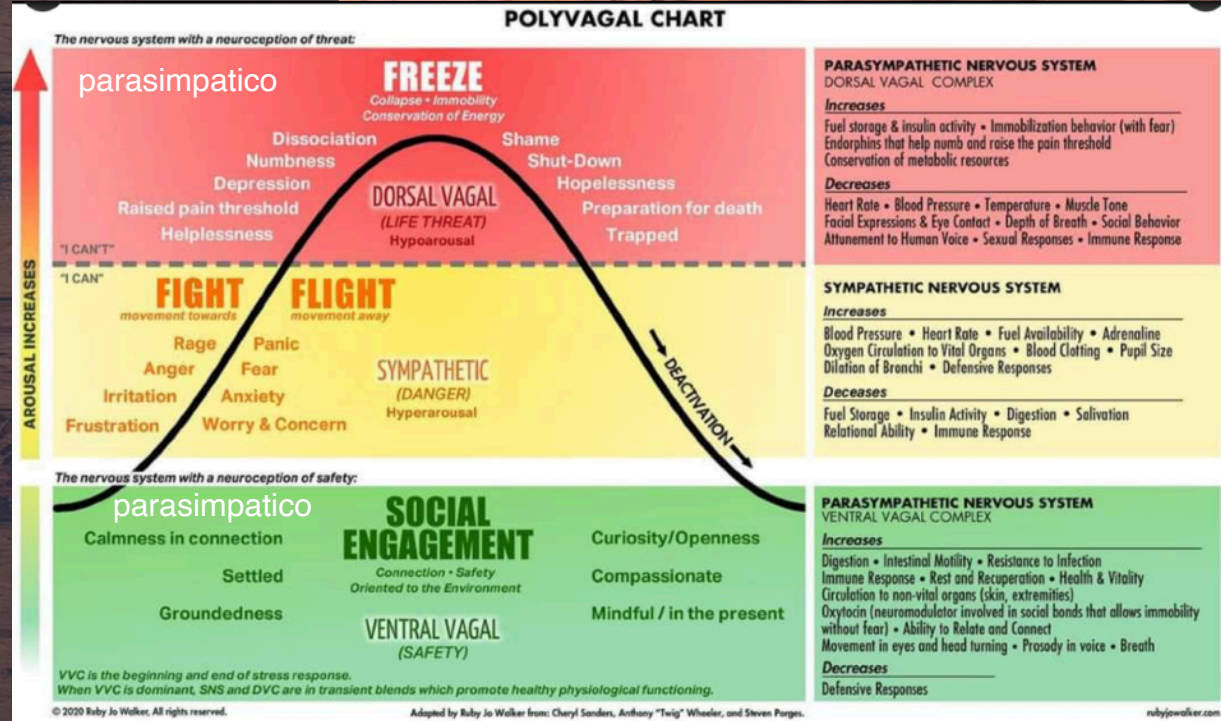 POLYVAGAL CHART
The nervous system with a neuroception of threat:
AROUSAL INCREASES
parasimpatico
FREEZE
Collapse • Immobility
Conservation of Energy
Dissociation
Numbness
Depression
Raised pain threshold
Helplessness
Shame
Shut-Down
Hopelessness
Preparation for death
Trapped
DORSAL VAGAL
(LIFE THREAT)
Hypoarousal
"I CAN'T"
"I CAN"
FIGHT
movement towards
FLIGHT
movement away
Rage
Anger
Irritation
Frustration
Panic
Fear
Anxiety
Worry & Concern
SYMPATHETIC
(DANGER)
Hyperarousal
DEACTIVATION
The nervous system with a neuroception of safety:
parasimpatico
SOCIAL
ENGAGEMENT
Connection • Safety
Oriented to the Environment
Calmness in connection
Settled
Groundedness
Curiosity/Openness
Compassionate
Mindful / in the present
VENTRAL VAGAL
(SAFETY)
VVC is the beginning and end of stress response.
When VVC is dominant, SNS and DVC are in transient blends which promote healthy physiological functioning.
PARASYMPATHETIC NERVOUS SYSTEM
DORSAL VAGAL COMPLEX
Increases
Fuel storage & insulin activity • Immobilization behavior (with fear)
Endorphins that help numb and raise the pain threshold
Conservation of metabolic resources
Decreases
Heart Rate • Blood Pressure • Temperature • Muscle Tone
Facial Expressions & Eye Contact • Depth of Breath • Social Behavior
Attunement to Human Voice • Sexual Responses • Immune Response
SYMPATHETIC NERVOUS SYSTEM
Increases
Blood Pressure • Heart Rate • Fuel Availability • Adrenaline
Oxygen Circulation to Vital Organs • Blood Clotting • Pupil Size
Dilation of Bronchi • Defensive Responses
Deceases
Fuel Storage • Insulin Activity • Digestion • Salivation
Relational Ability • Immune Response
PARASYMPATHETIC NERVOUS SYSTEM
VENTRAL VAGAL COMPLEX
Increases
Digestion • Intestinal Motility • Resistance to Infection
Immune Response • Rest and Recuperation • Health & Vitality
Circulation to non-vital organs (skin, extremities)
Oxytocin (neuromodulator involved in social bonds that allows immobility
without fear) • Ability to Relate and Connect
Movement in eyes and head turning • Prosody in voice • Breath
Decreases
Defensive Responses
© 2020 Ruby Jo Walker, All rights reserved.
Adapted by Ruby Jo Walker from: Cheryl Sanders, Anthony "Twig" Wheeler, and Steven Porges.
rubyjowalker.com